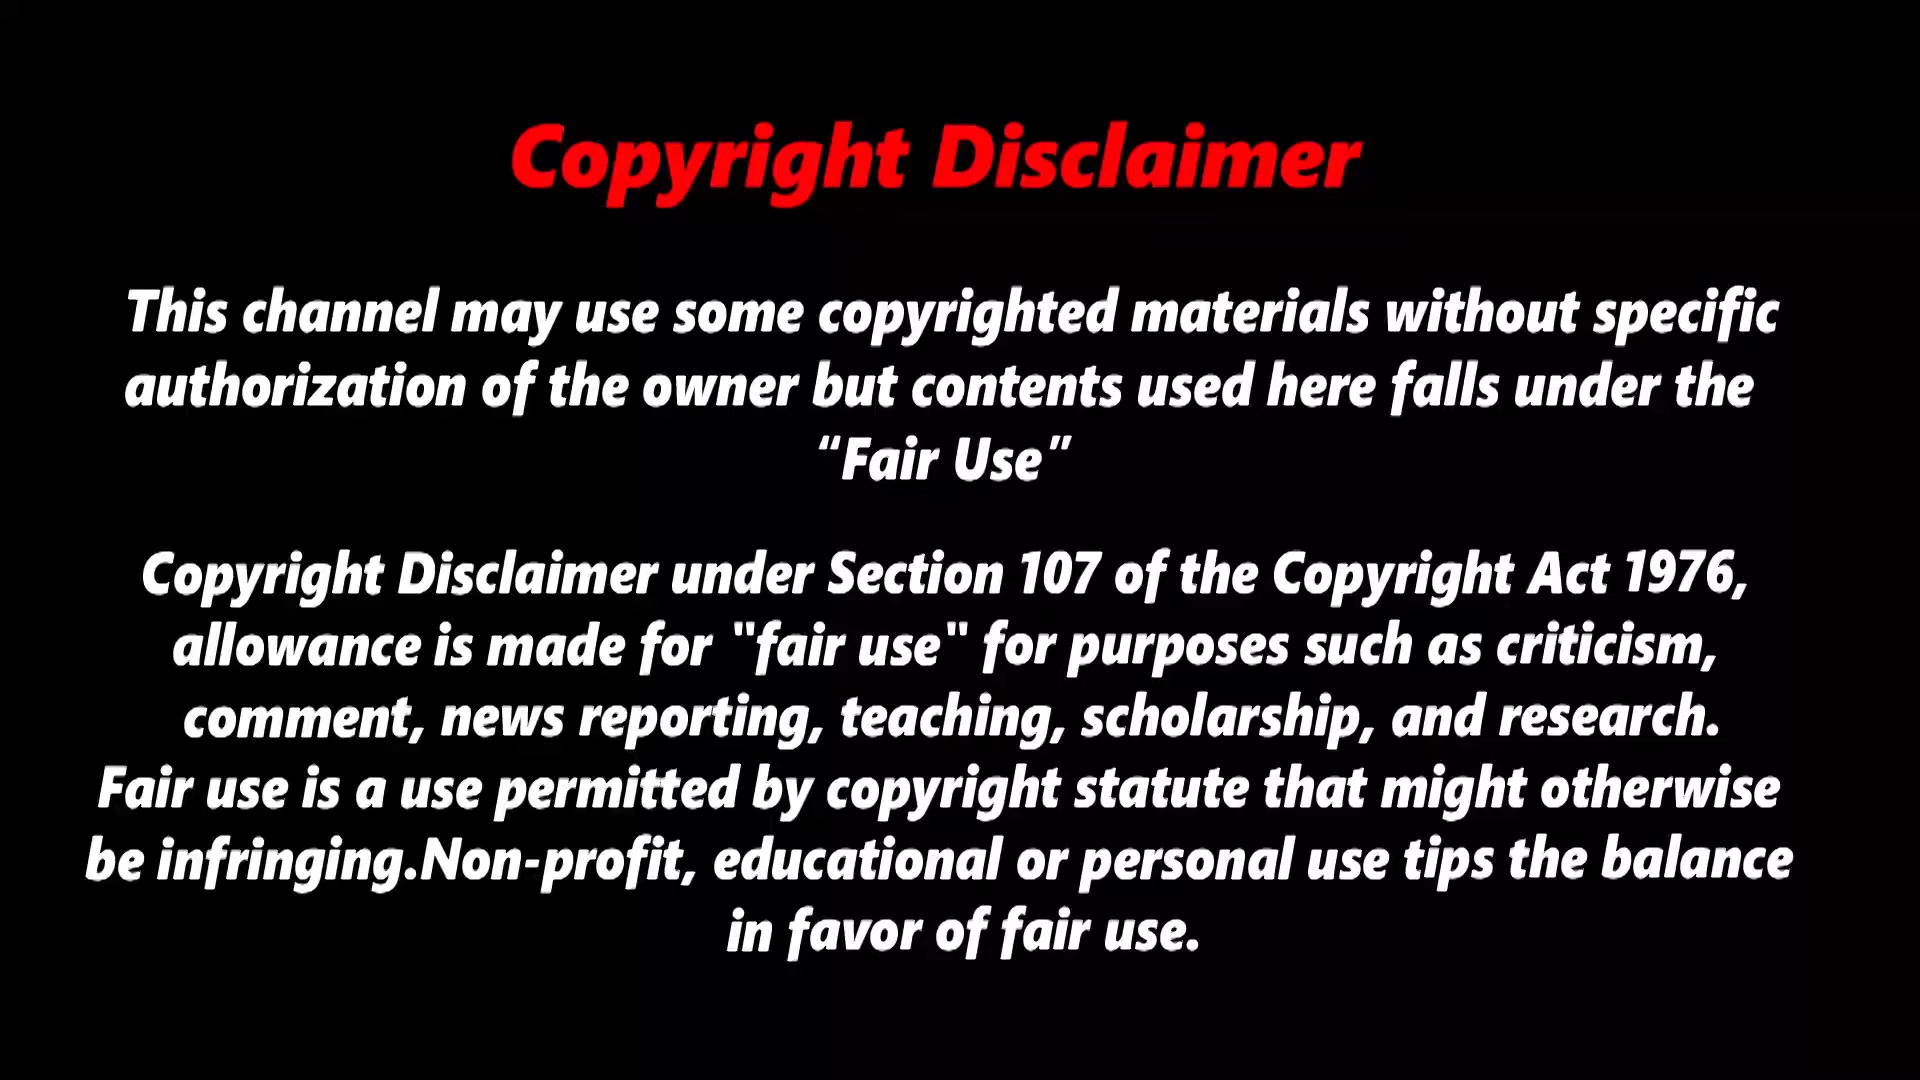 Copyright Disclaimer
This channel may use some copyrighted materials without specific
authorization of the owner but contents used here falls under the
“Fair Use”
Copyright Disclaimer under Section 107 of the Copyright Act 1976,
allowance is made for "fair use" for purposes such as criticism,
comment, news reporting, teaching, scholarship, and research.
Fair use is a use permitted by copyright statute that might otherwise
be infringing.Non-profit, educational or personal use tips the balance
in favor of fair use.